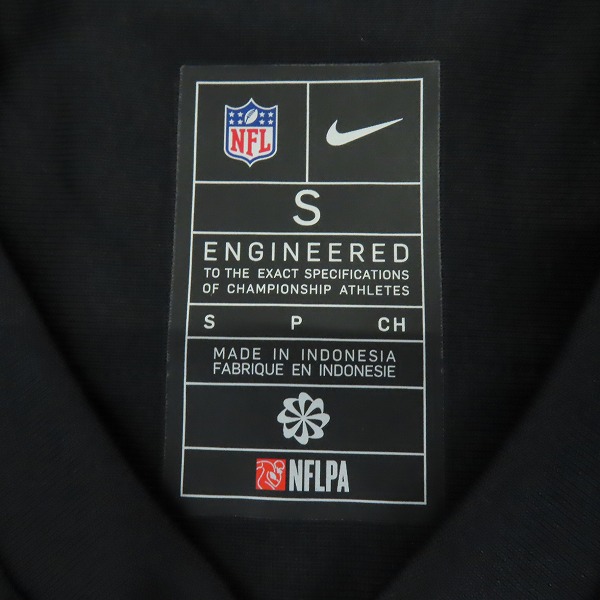 NFL
S
ENGINEERED
TO THE EXACT SPECIFICATIONS
OF CHAMPIONSHIP ATHLETES
S P CH
MADE IN INDONESIA
FABRIQUE EN INDONESIE
NFLPA